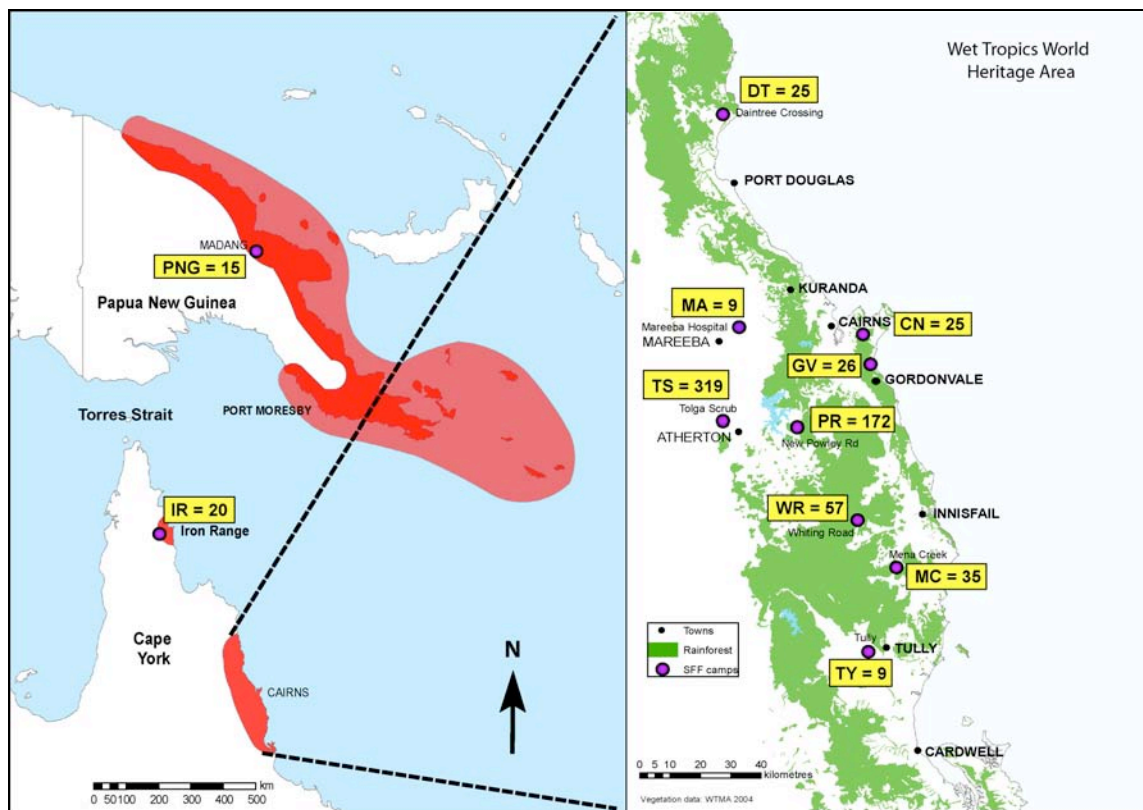 MADANG
PNG = 15
Papua New Guinea
Torres Strait
PORT MORESBY
IR = 20
Iron Range
Cape
York
CAIRNS
N
0 50 100 200 300 400 500
km
Wet Tropics World
Heritage Area
DT = 25
Daintree Crossing
PORT DOUGLAS
KURANDA
MA = 9
Mareeba Hospital
MAREEBA
CAIRNS
CN = 25
GV = 26
GORDONVALE
TS = 319
Tolga Scrub
ATHERTON
PR = 172
New Powley Rd
WR = 57
Whiting Road
INNISFAIL
Mena Creek
MC = 35
Towns
Rainforest
SFF camps
Tully
TULLY
TY = 9
CARDWELL
0 5 10 20 30 40
kilometres
Vegetation data: WTMA 2004